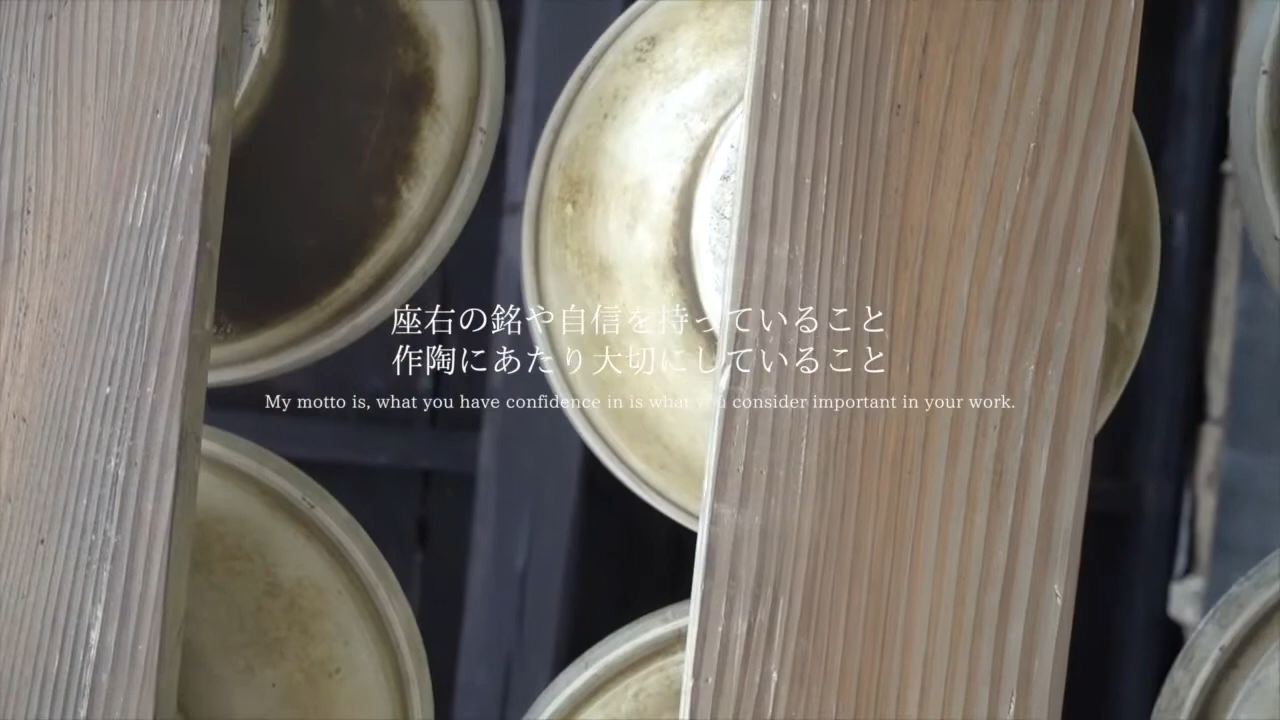 座右の銘や自信を持っていること
作陶にあたり大切にしていること
My motto is, what you have confidence in is what you consider important in your work.